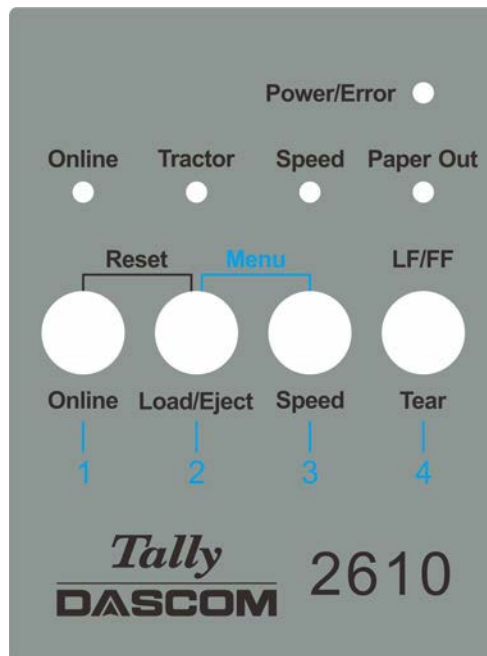 Power/Error
Online Tractor Speed Paper Out
Reset Menu LF/FF
Online Load/Eject Speed Tear
1 2 3 4
Tally
DASCOM 2610